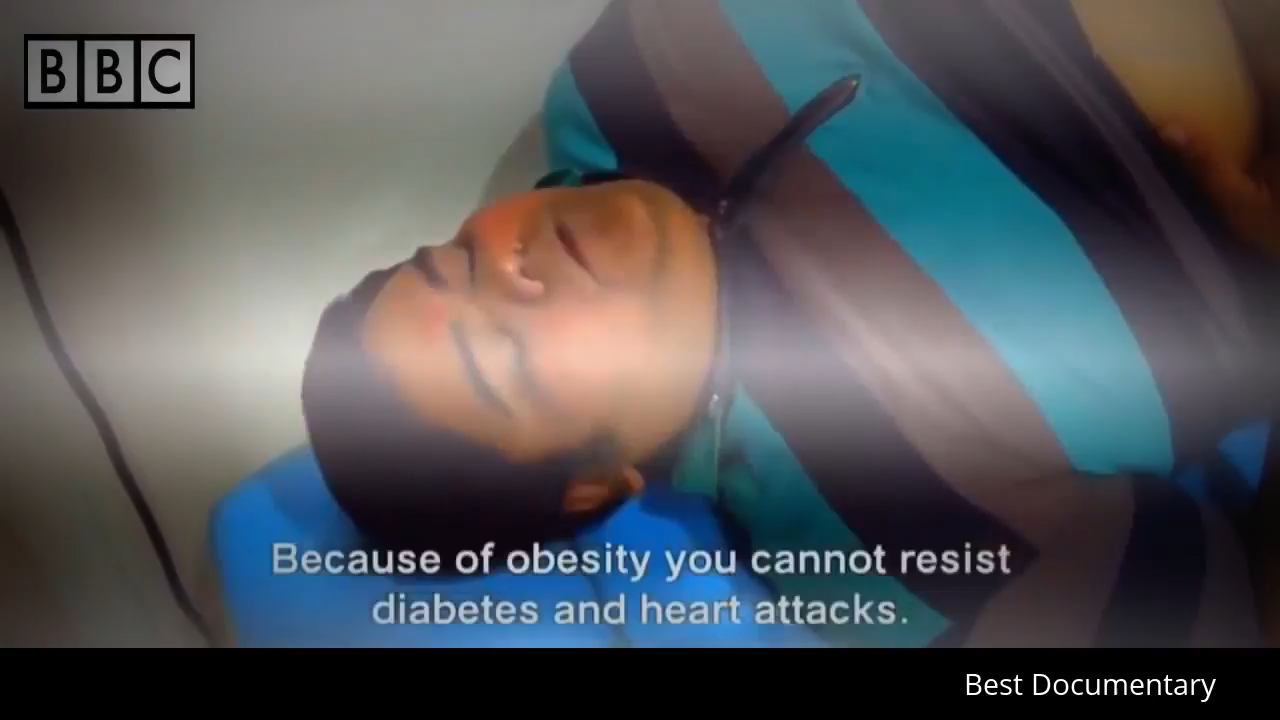 BBC
Because of obesity you cannot resist
diabetes and heart attacks.
Best Documentary